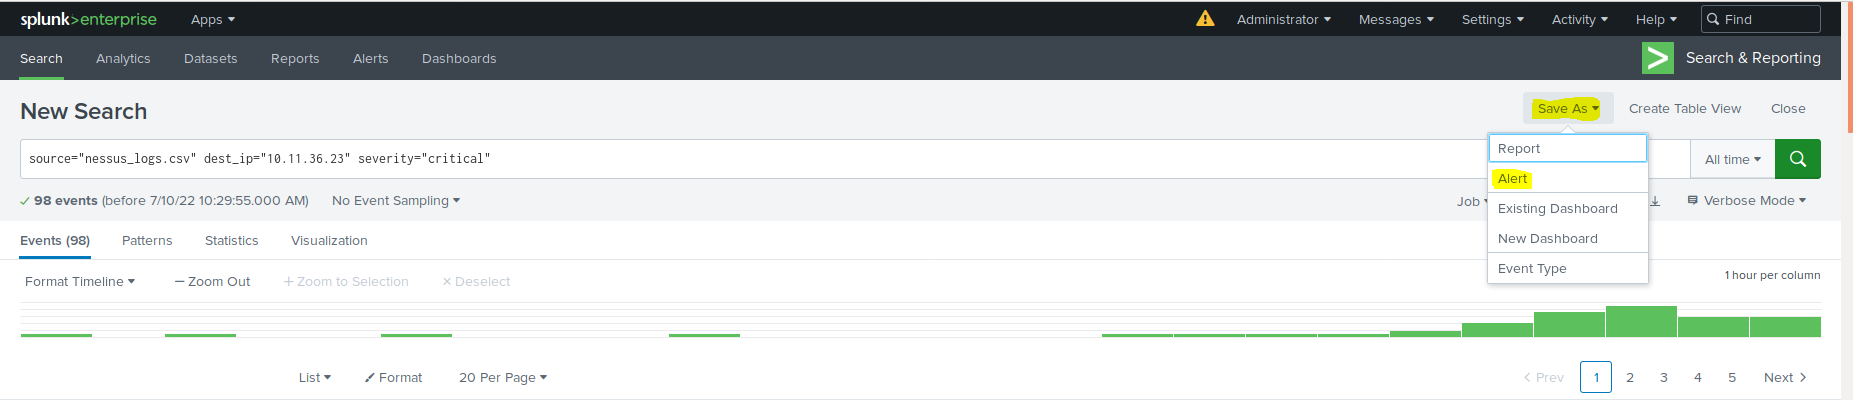 splunk>enterprise Apps Administrator Messages Settings Activity Help Find
Search Analytics Datasets Reports Alerts Dashboards Search & Reporting
New Search Save As Create Table View Close
source="nessus_logs.csv" dest_ip="10.11.36.23" severity="critical" All time
Report
Alert
98 events (before 7/10/22 10:29:55.000 AM) No Event Sampling Job Verbose Mode
Existing Dashboard
New Dashboard
Event Type
Events (98) Patterns Statistics Visualization
Format Timeline — Zoom Out + Zoom to Selection × Deselect 1 hour per column
List Format 20 Per Page < Prev 1 2 3 4 5 Next >